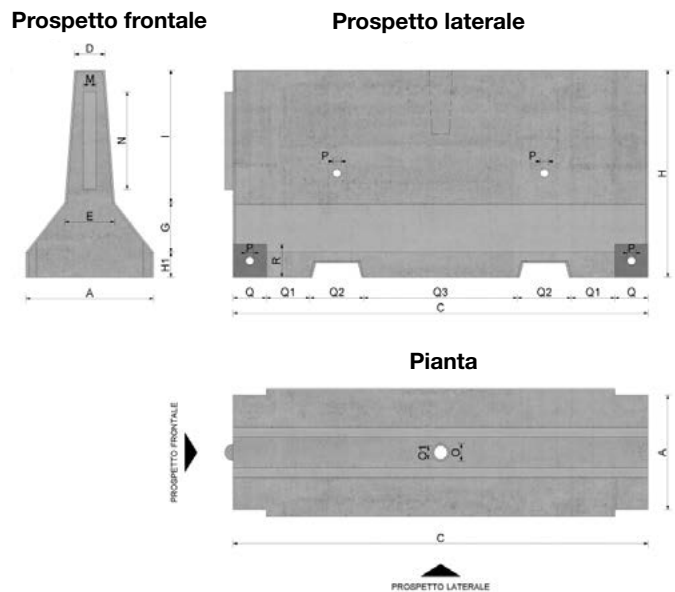 Prospetto frontale
Prospetto laterale
D
M
N
I
E
G
H1
A
P
P
H
P
R
P
Q
Q1
Q2
Q3
Q2
Q1
Q
C
Pianta
PROSPETTO FRONTALE
Q1
O
A
C
PROSPETTO LATERALE